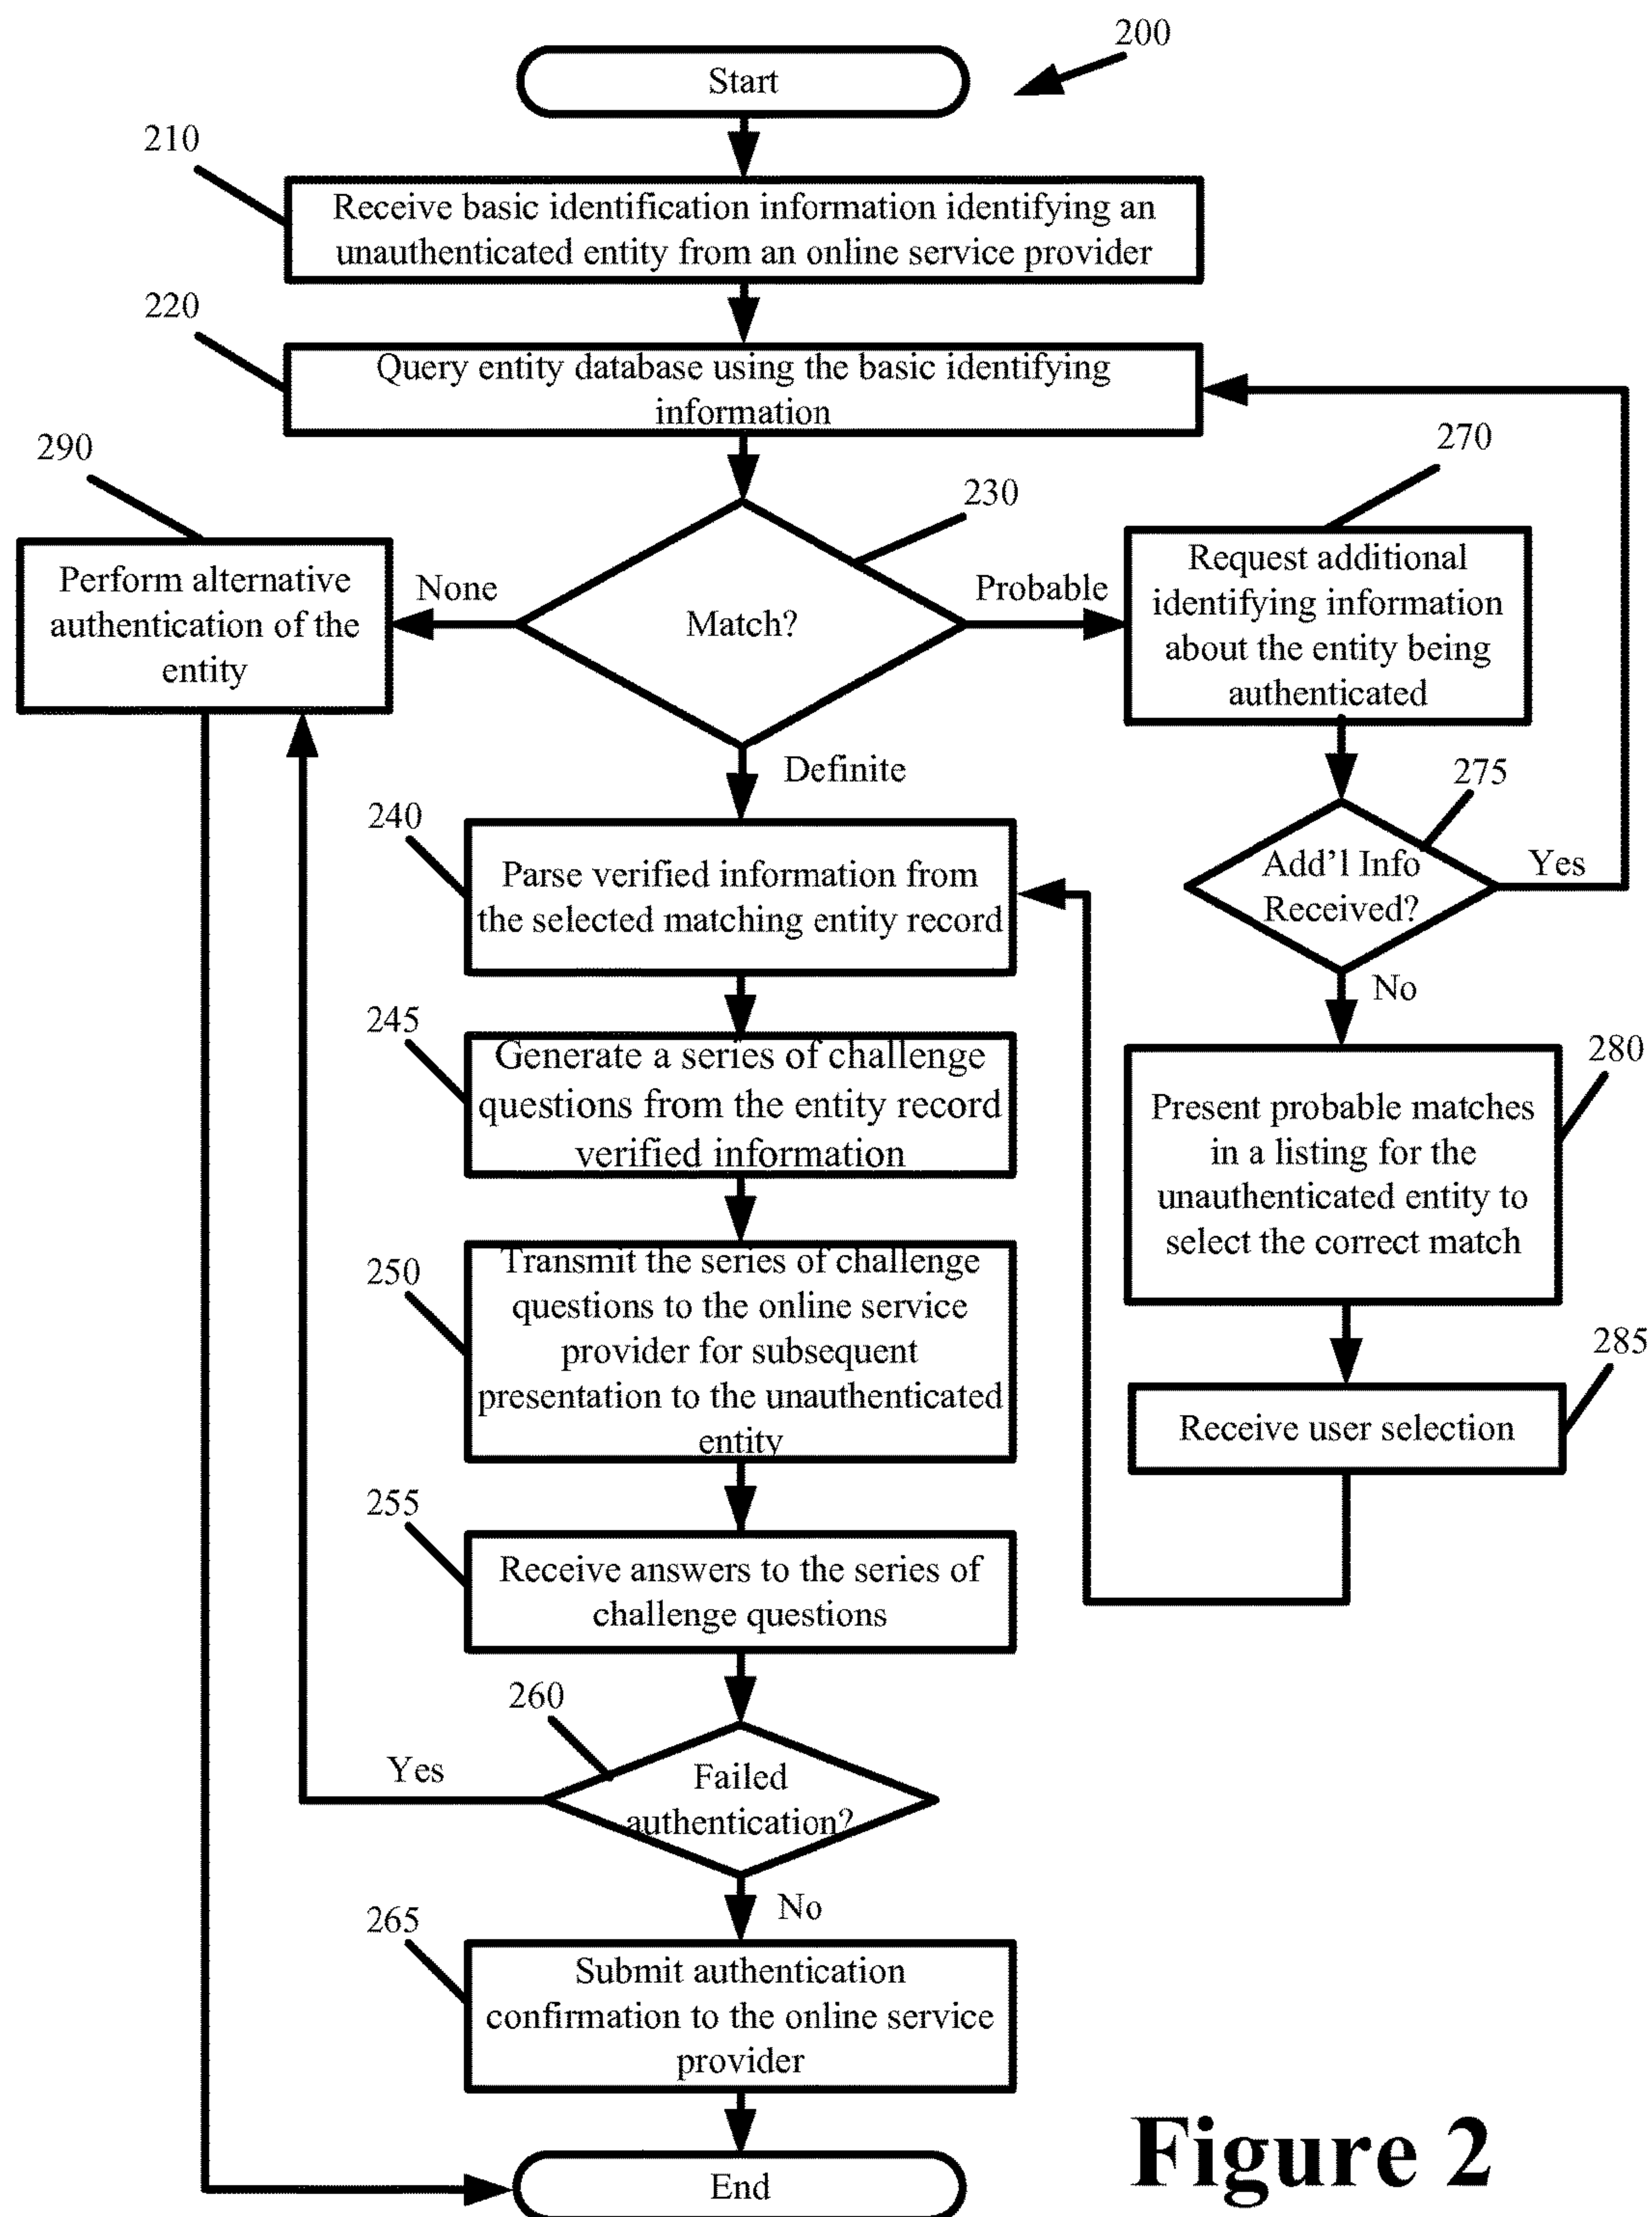 200
Start
210
Receive basic identification information identifying an
unauthenticated entity from an online service provider
220
Query entity database using the basic identifying
information
290
270
230
Perform alternative
authentication of the
entity
None
Match?
Probable
Request additional
identifying information
about the entity being
authenticated
Definite
275
240
Parse verified information from
the selected matching entity record
Add’l Info
Received?
Yes
No
245
Generate a series of challenge
questions from the entity record
verified information
280
Present probable matches
in a listing for the
unauthenticated entity to
select the correct match
250
Transmit the series of challenge
questions to the online service
provider for subsequent
presentation to the unauthenticated
entity
285
Receive user selection
255
Receive answers to the series of
challenge questions
260
Yes
Failed
authentication?
No
265
Submit authentication
confirmation to the online service
provider
End
Figure 2